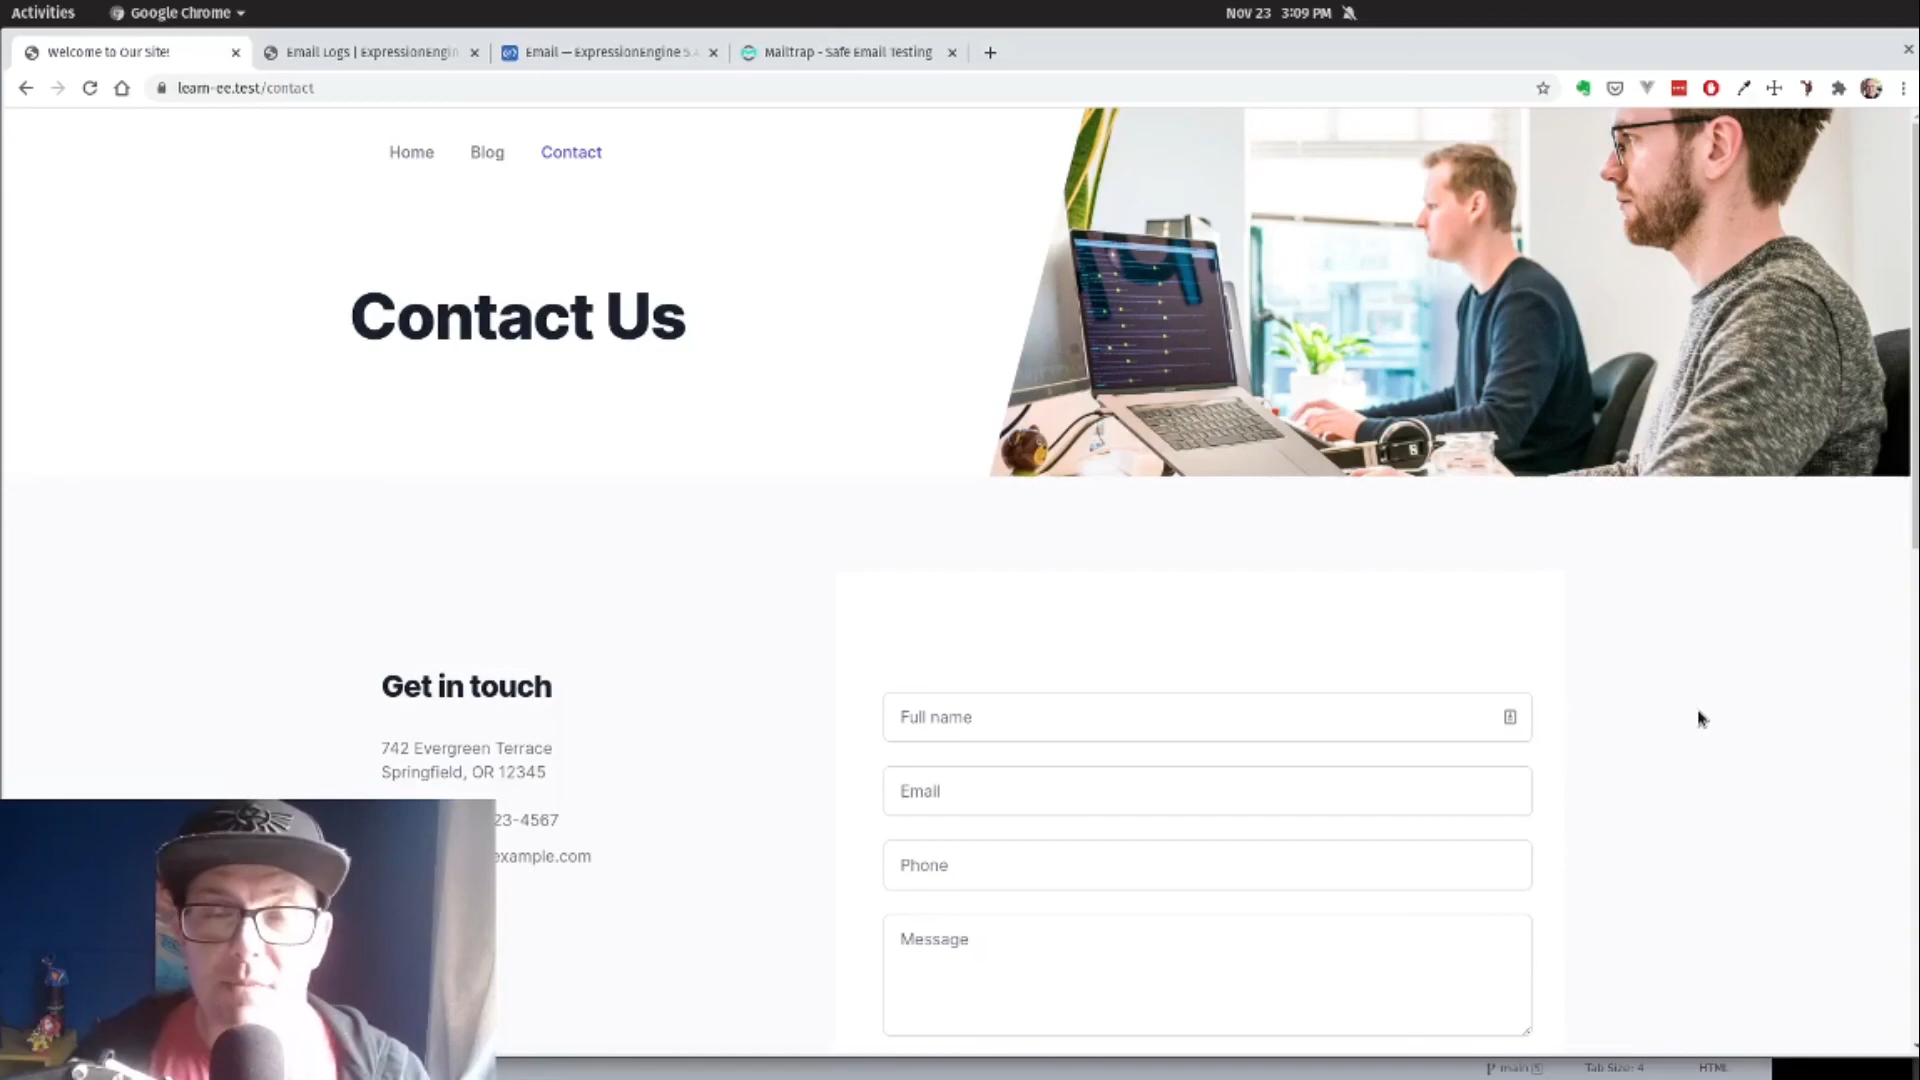 Activities
Google Chrome
Nov 23 3:09 PM
Welcome to Our Site!
Email Logs | ExpressionEngin
Email — ExpressionEngine 5.
Mailtrap - Safe Email Testing
learn-ee.test/contact
Home
Blog
Contact
Contact Us
Get in touch
742 Evergreen Terrace
Springfield, OR 12345
23-4567
example.com
Full name
Email
Phone
Message
main
Tab Size: 4
HTML